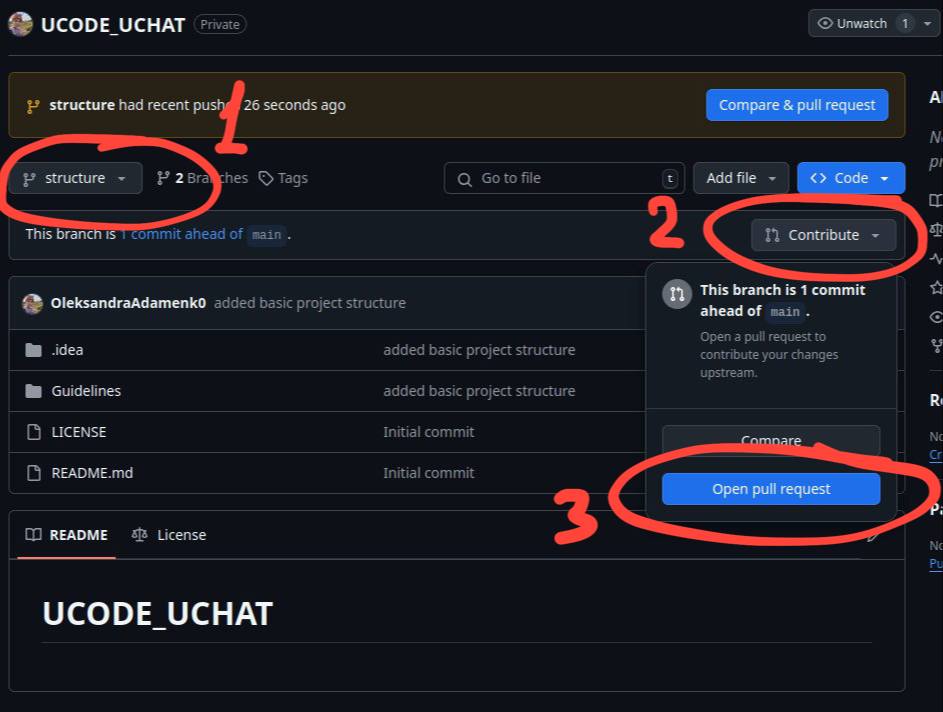 UCODE_UCHAT Private
Unwatch 1
structure had recent pushe 26 seconds ago
Compare & pull request
1
structure
2 Branches
Tags
Go to file
t
Add file
Code
This branch is 1 commit ahead of main .
2
Contribute
This branch is 1 commit
ahead of main .
Open a pull request to
contribute your changes
upstream.
Compare
Open pull request
3
OleksandraAdamenk0 added basic project structure
.idea added basic project structure
Guidelines added basic project structure
LICENSE Initial commit
README.md Initial commit
README
License
UCODE_UCHAT